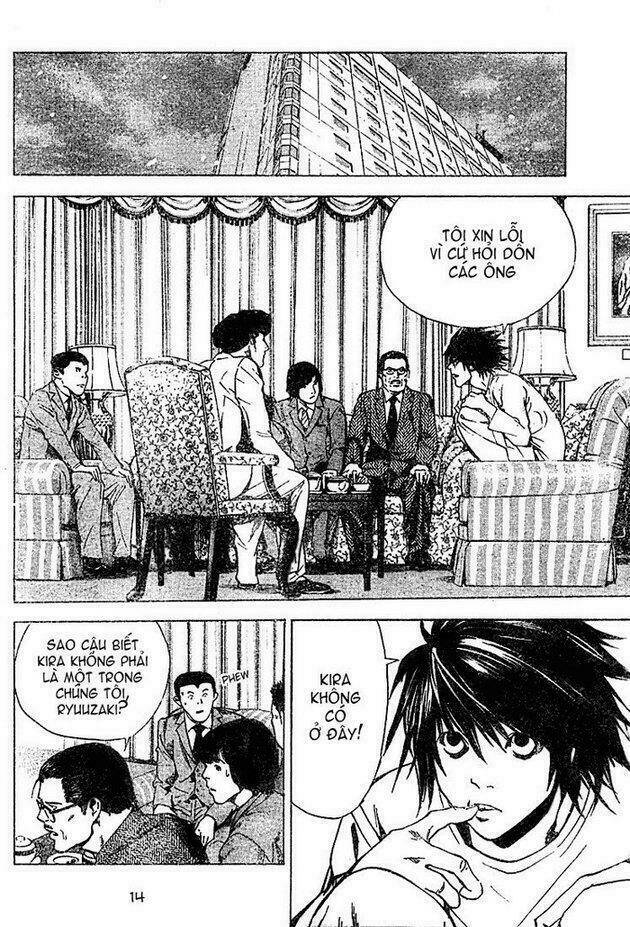 TÔI XIN LỖI
VÌ CỨ HỎI DỒN
CÁC ÔNG
SAO CẬU BIẾT
KIRA KHÔNG PHẢI
LÀ MỘT TRONG
CHÚNG TÔI,
RYUUZAKI?
PHEW
KIRA
KHÔNG
CÓ
Ở ĐÂY!
14